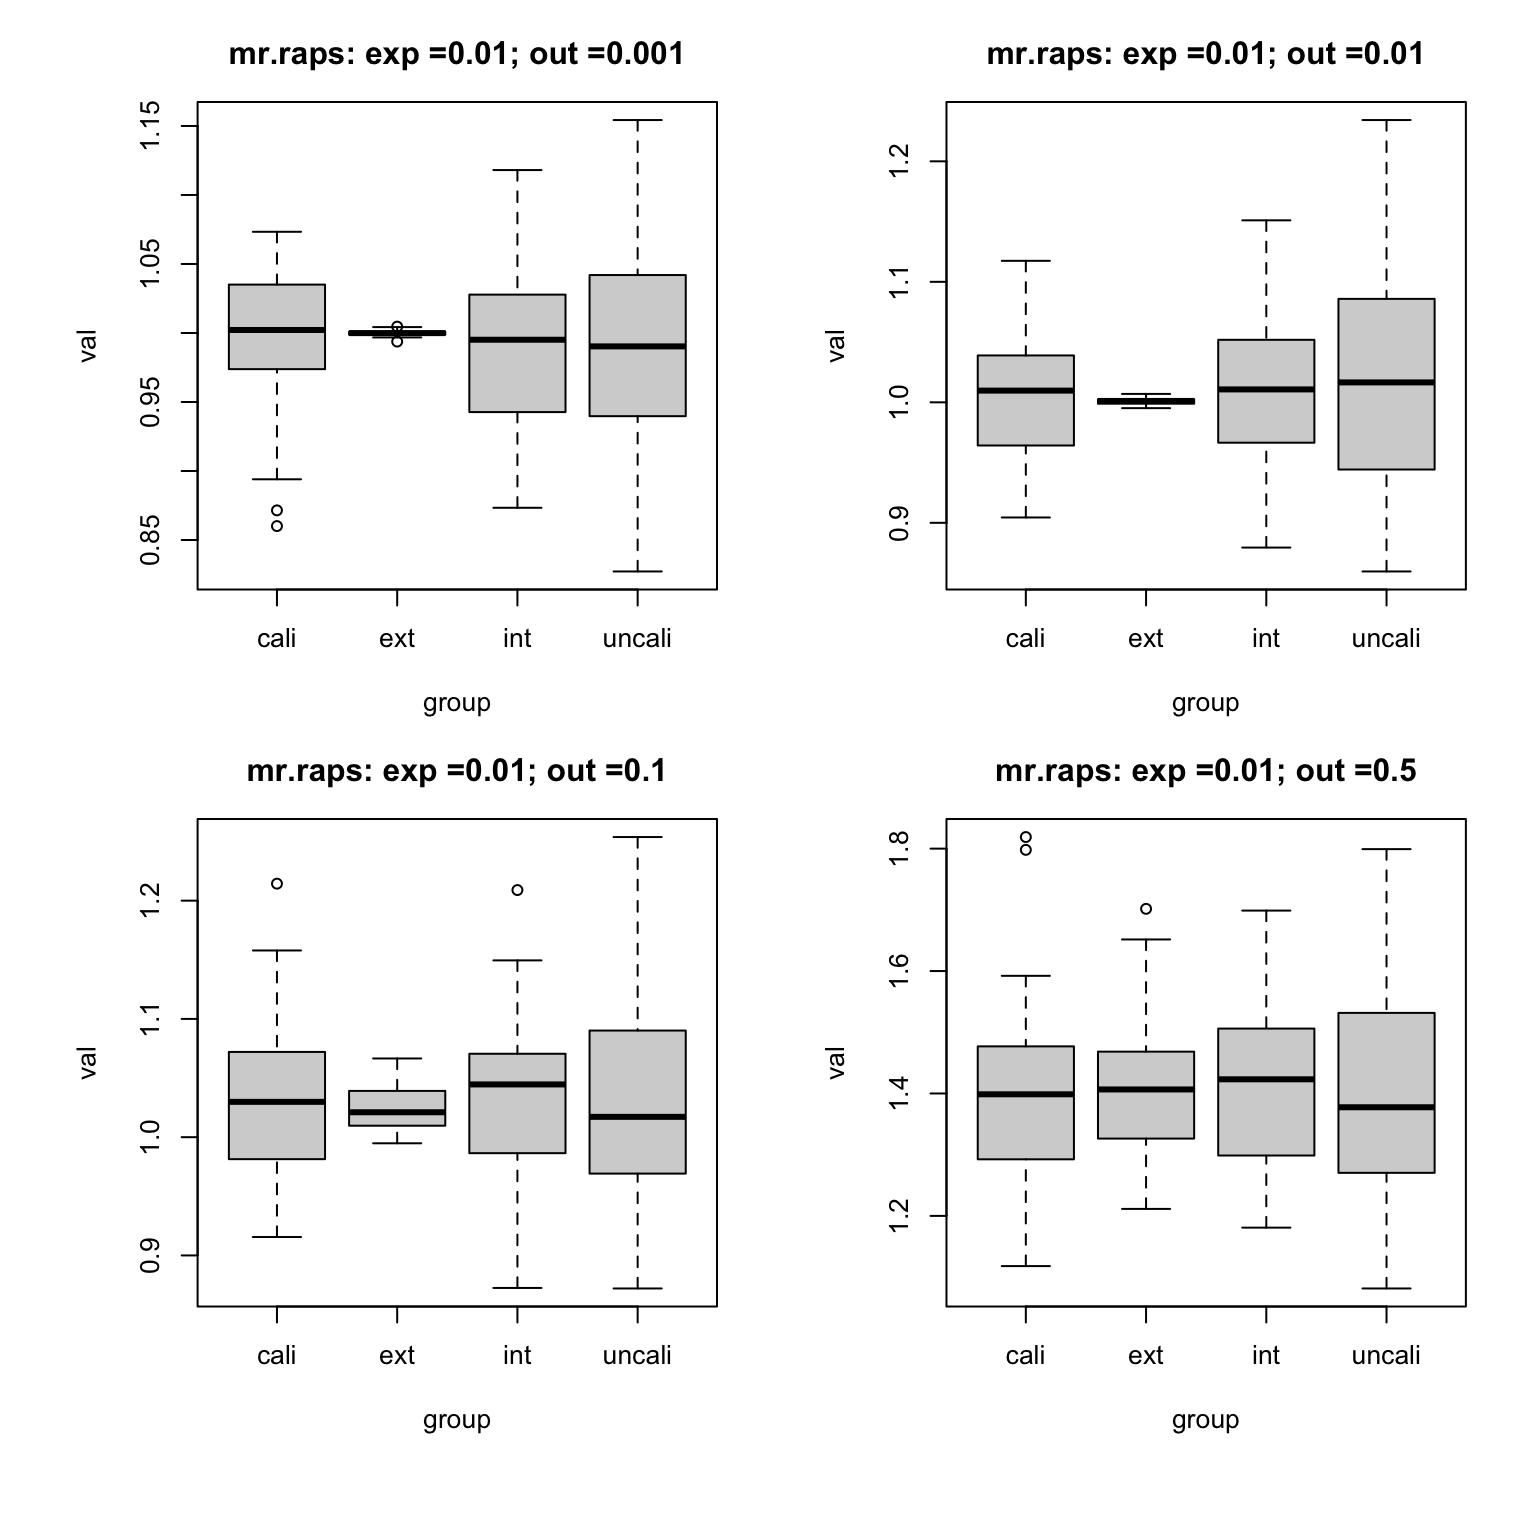 mr.raps: exp =0.01; out =0.001
val
1.15
1.05
0.95
0.85
cali ext int uncali
group
mr.raps: exp =0.01; out =0.01
val
1.2
1.1
1.0
0.9
cali ext int uncali
group
mr.raps: exp =0.01; out =0.1
val
1.2
1.1
1.0
0.9
cali ext int uncali
group
mr.raps: exp =0.01; out =0.5
val
1.8
1.6
1.4
1.2
cali ext int uncali
group